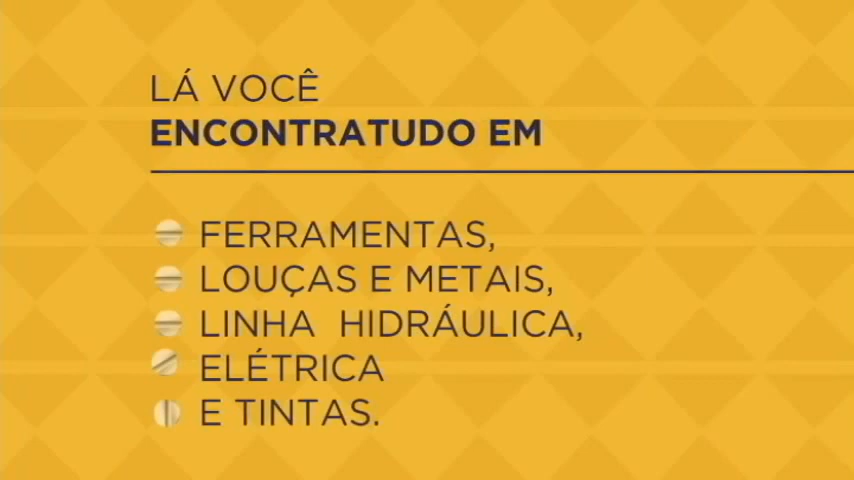 LÁ VOCÊ
ENCONTRATUDO EM
FERRAMENTAS,
LOUÇAS E METAIS,
LINHA HIDRÁULICA,
ELÉTRICA
E TINTAS.